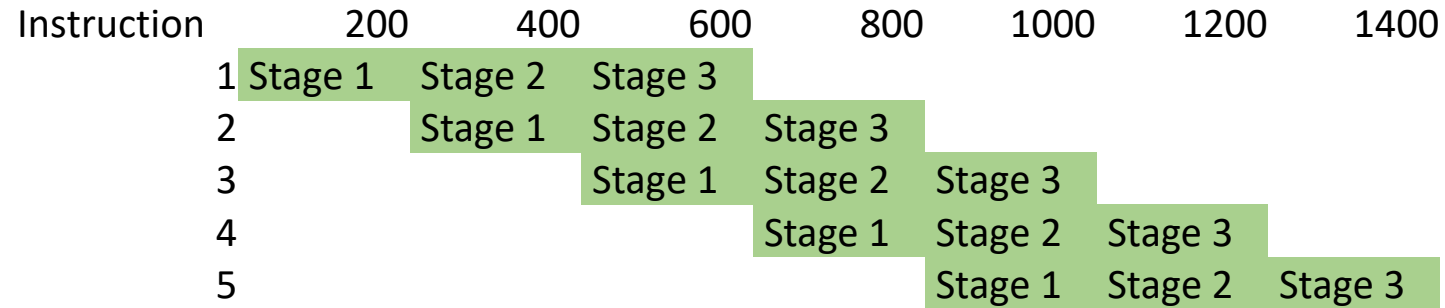 Instruction 200 400 600 800 1000 1200 1400
1 Stage 1 Stage 2 Stage 3
2 Stage 1 Stage 2 Stage 3
3 Stage 1 Stage 2 Stage 3
4 Stage 1 Stage 2 Stage 3
5 Stage 1 Stage 2 Stage 3